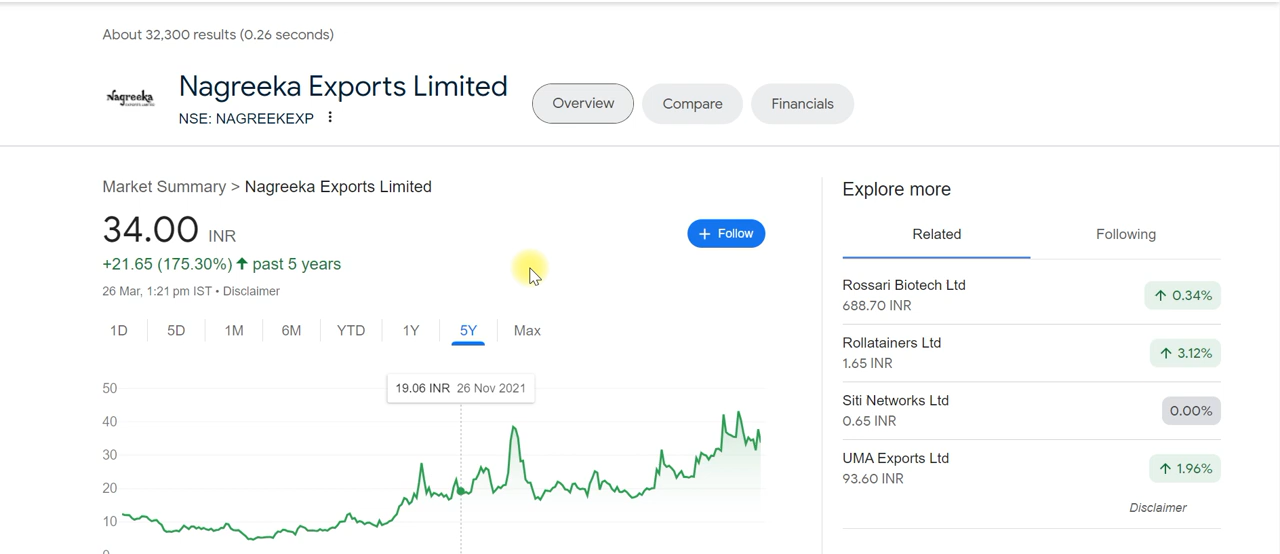 About 32,300 results (0.26 seconds)
Nagreeka
Nagreeka Exports Limited
NSE: NAGREEKEXP
Overview
Compare
Financials
Market Summary > Nagreeka Exports Limited
34.00 INR
+ Follow
+21.65 (175.30%) ↑ past 5 years
26 Mar, 1:21 pm IST • Disclaimer
1D 5D 1M 6M YTD 1Y 5Y Max
19.06 INR 26 Nov 2021
50
40
30
20
10
0
Explore more
Related
Following
Rossari Biotech Ltd
688.70 INR
↑ 0.34%
Rollatainers Ltd
1.65 INR
↑ 3.12%
Siti Networks Ltd
0.65 INR
0.00%
UMA Exports Ltd
93.60 INR
↑ 1.96%
Disclaimer